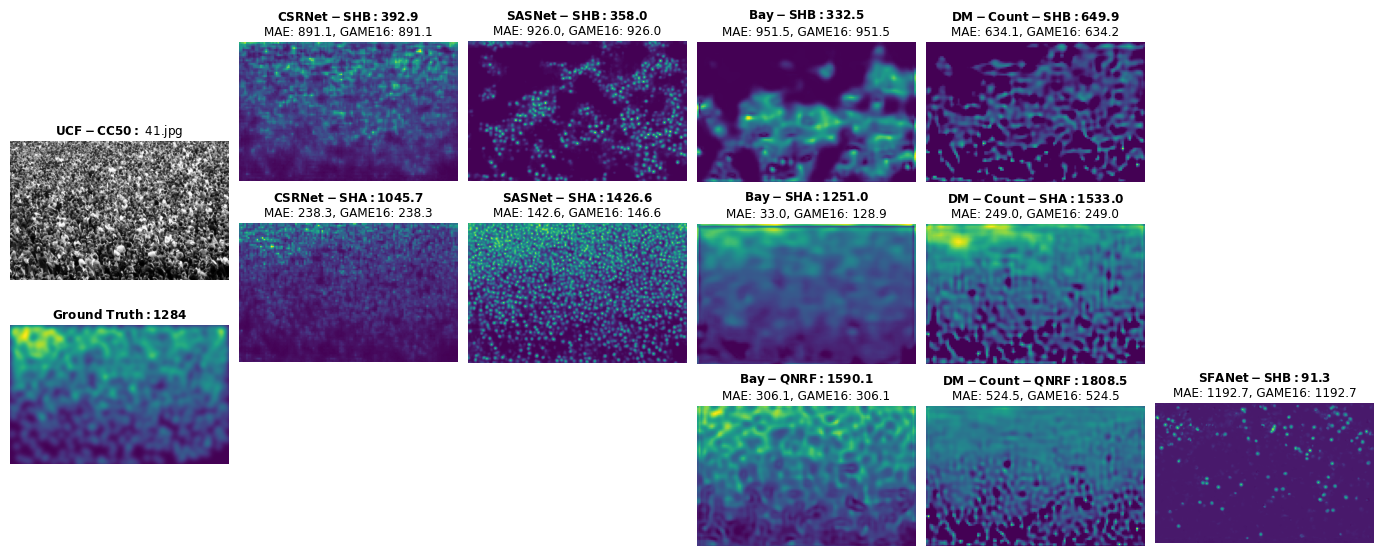 CSRNet − SHB: 392.9
MAE: 891.1, GAME16: 891.1
SASNet − SHB: 358.0
MAE: 926.0, GAME16: 926.0
Bay − SHB: 332.5
MAE: 951.5, GAME16: 951.5
DM − Count − SHB: 649.9
MAE: 634.1, GAME16: 634.2
UCF − CC50: 41.jpg
CSRNet − SHA: 1045.7
MAE: 238.3, GAME16: 238.3
SASNet − SHA: 1426.6
MAE: 142.6, GAME16: 146.6
Bay − SHA: 1251.0
MAE: 33.0, GAME16: 128.9
DM − Count − SHA: 1533.0
MAE: 249.0, GAME16: 249.0
Ground Truth: 1284
Bay − QNRF: 1590.1
MAE: 306.1, GAME16: 306.1
DM − Count − QNRF: 1808.5
MAE: 524.5, GAME16: 524.5
SFANet − SHB: 91.3
MAE: 1192.7, GAME16: 1192.7